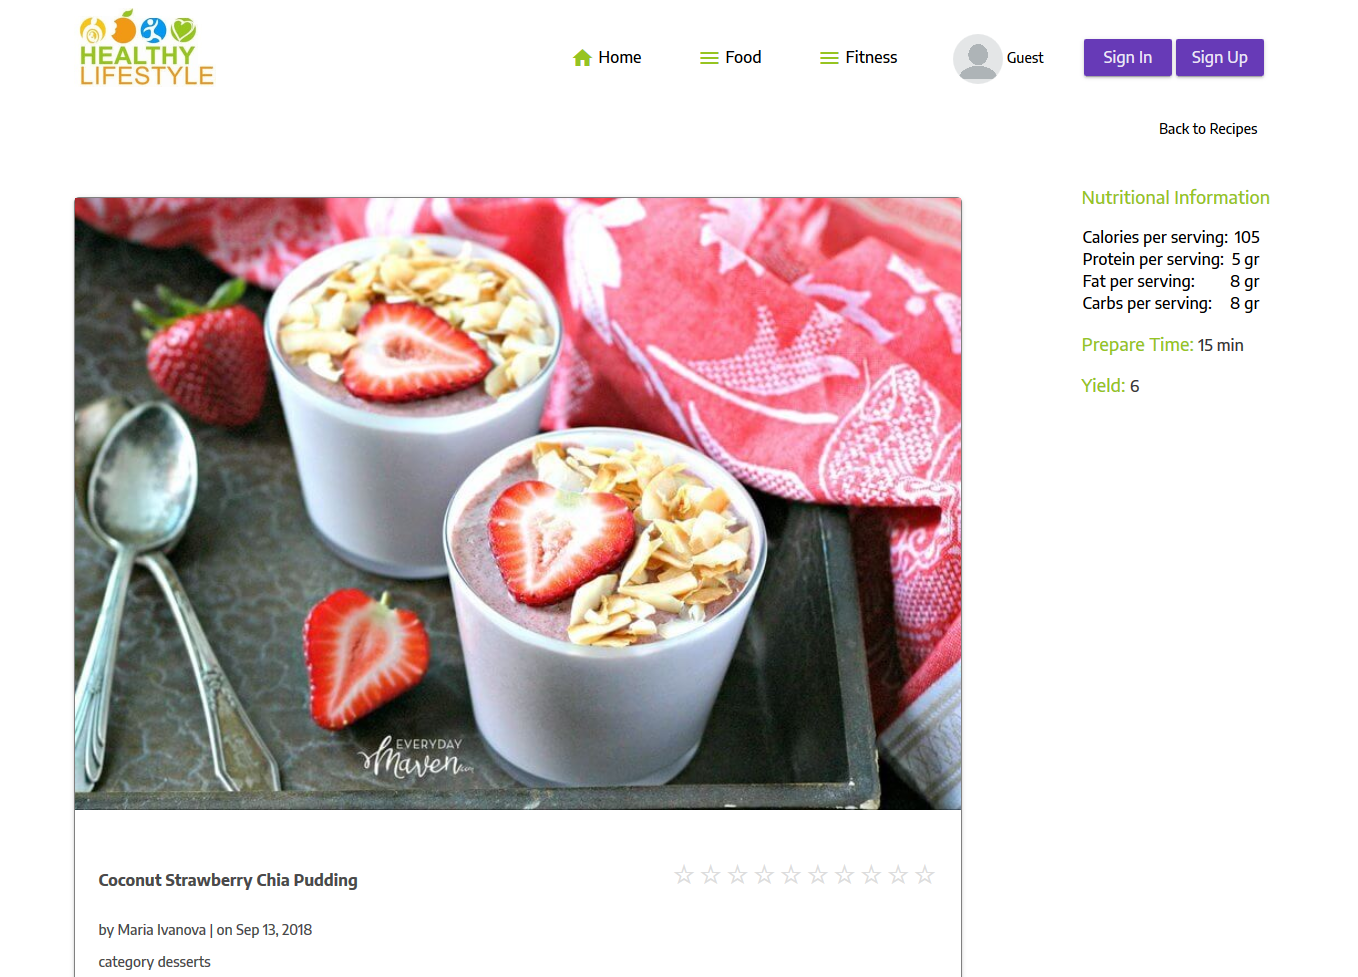 HEALTHY
LIFESTYLE
Home
Food
Fitness
Guest
Sign In
Sign Up
Back to Recipes
Nutritional Information
Calories per serving: 105
Protein per serving: 5 gr
Fat per serving: 8 gr
Carbs per serving: 8 gr
Prepare Time: 15 min
Yield: 6
EVERYDAY
Maven.com
Coconut Strawberry Chia Pudding
by Maria Ivanova | on Sep 13, 2018
category desserts